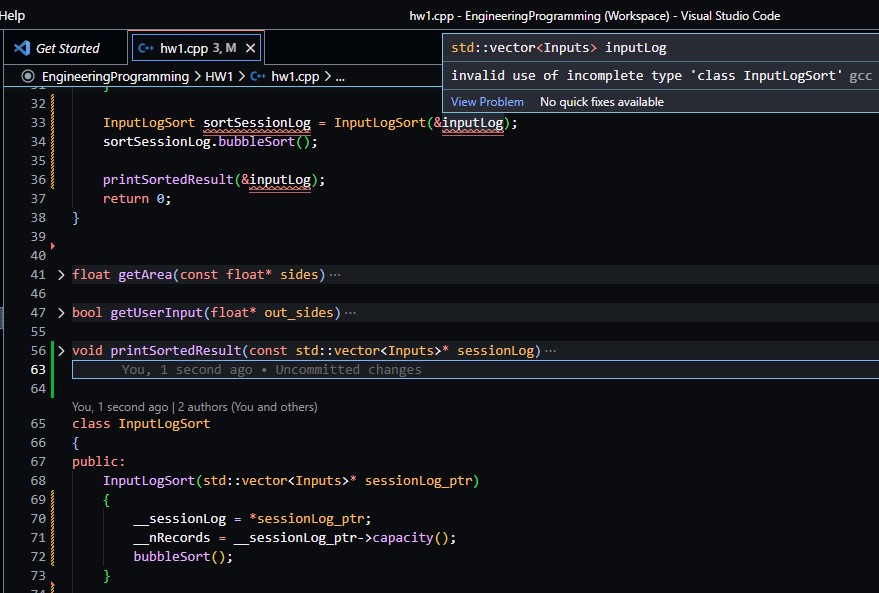 Help
hw1.cpp - EngineeringProgramming (Workspace) - Visual Studio Code
Get Started
C++ hw1.cpp 3, M
EngineeringProgramming > HW1 > C++ hw1.cpp > ...
std::vector<Inputs> inputLog
invalid use of incomplete type 'class InputLogSort' gcc
View Problem No quick fixes available
31 }
32
33 InputLogSort sortSessionLog = InputLogSort(&inputLog);
34 sortSessionLog.bubbleSort();
35
36 printSortedResult(&inputLog);
37 return 0;
38 }
39
40
41 > float getArea(const float* sides) ...
46
47 > bool getUserInput(float* out_sides) ...
55
56 > void printSortedResult(const std::vector<Inputs>* sessionLog) ...
63 You, 1 second ago • Uncommitted changes
64
You, 1 second ago | 2 authors (You and others)
65 class InputLogSort
66 {
67 public:
68 InputLogSort(std::vector<Inputs>* sessionLog_ptr)
69 {
70 __sessionLog = *sessionLog_ptr;
71 __nRecords = __sessionLog_ptr->capacity();
72 bubbleSort();
73 }
74